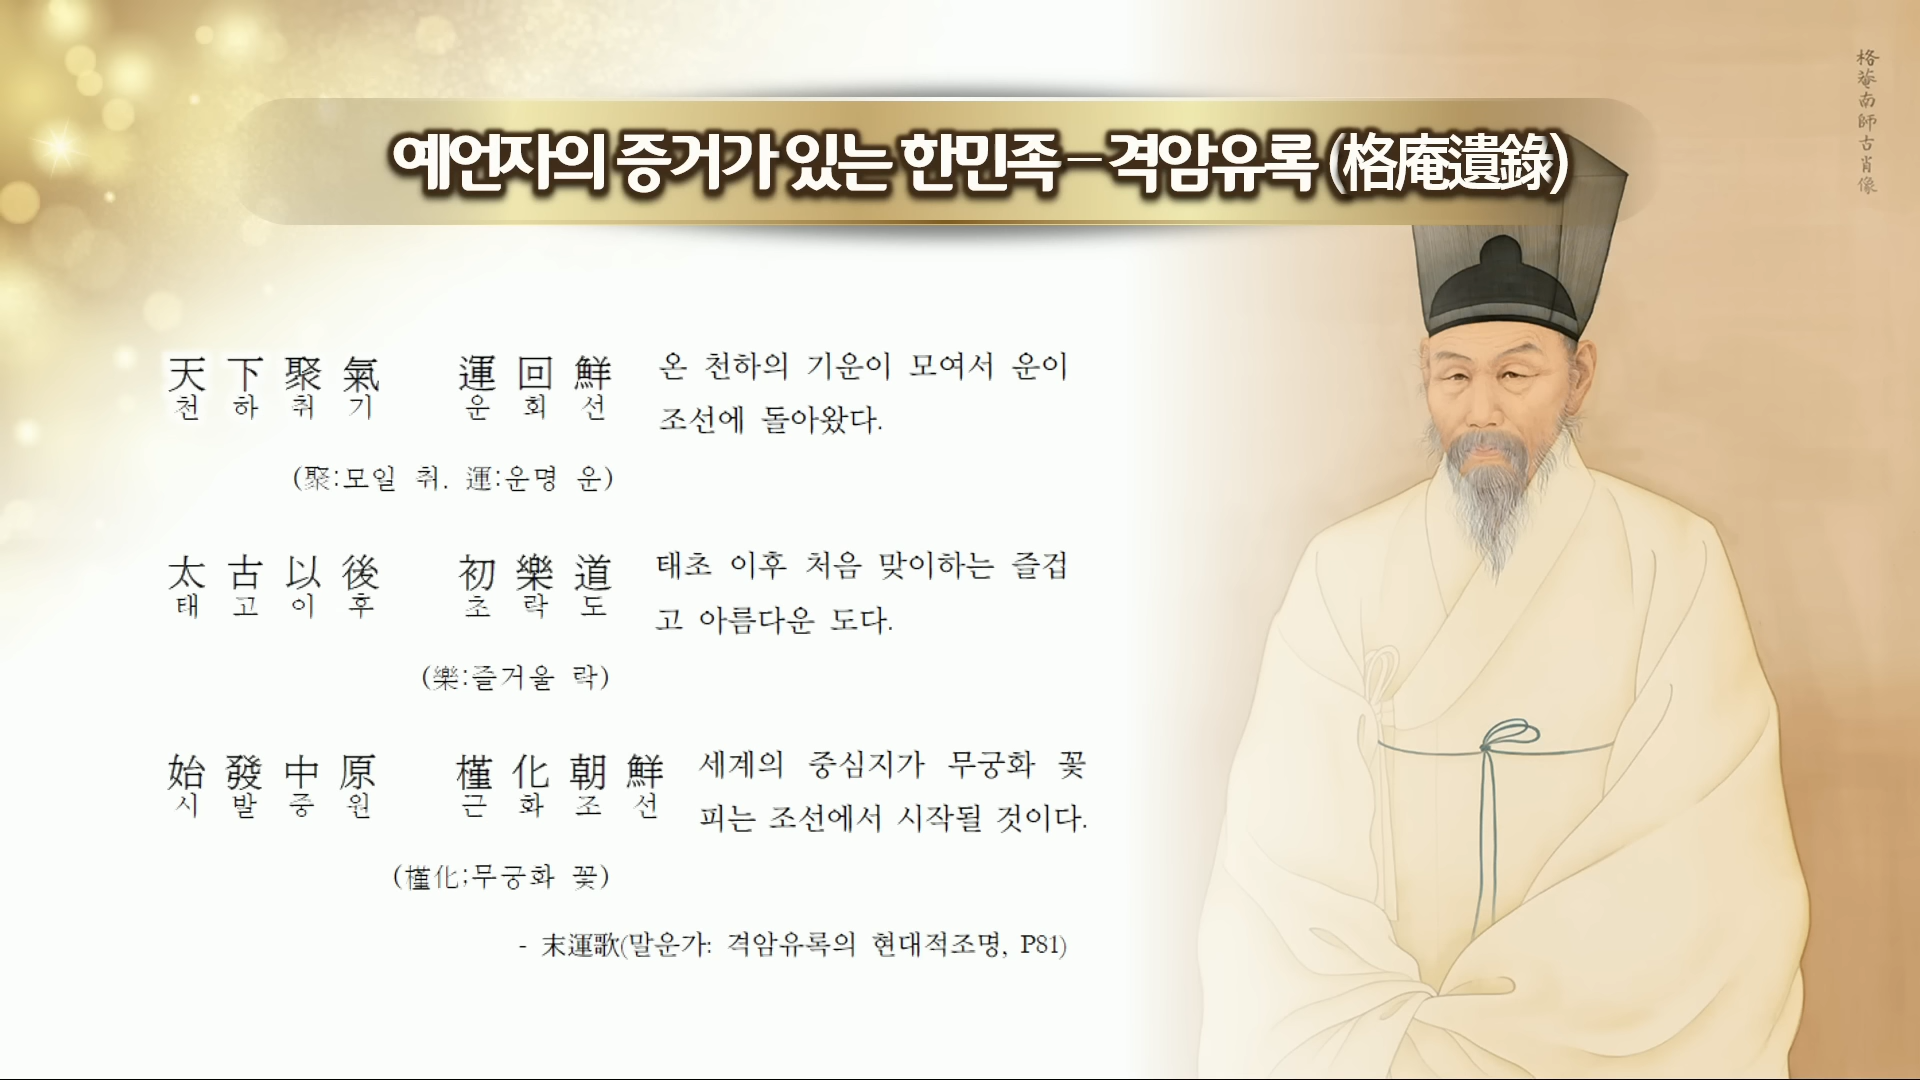 예언자의 증거가 있는 한민족-격암유록(格庵遺錄)
格菴南師古肖像
天下聚氣 運回鮮
천하취기 운회선
온 천하의 기운이 모여서 운이
조선에 돌아왔다.
(聚:모일 취, 運:운명 운)
太古以後 初樂道
태고이후 초락도
태초 이후 처음 맞이하는 즐겁
고 아름다운 도다.
(樂:즐거울 락)
始發中原 槿化朝鮮
시발중원 근화조선
세계의 중심지가 무궁화 꽃
피는 조선에서 시작될 것이다.
(槿化;무궁화 꽃)
- 末運歌(말운가: 격암유록의 현대적조명, P81)